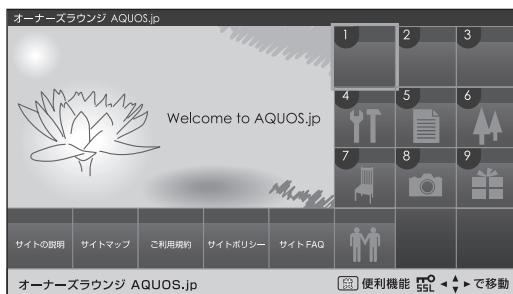 オーナーズラウンジ AQUOS.jp
1 2 3
Welcome to AQUOS.jp
4 5 6
7 8 9
サイトの説明 サイトマップ ご利用規約 サイトポリシー サイト FAQ
オーナーズラウンジ AQUOS.jp 便利機能 SSL で移動